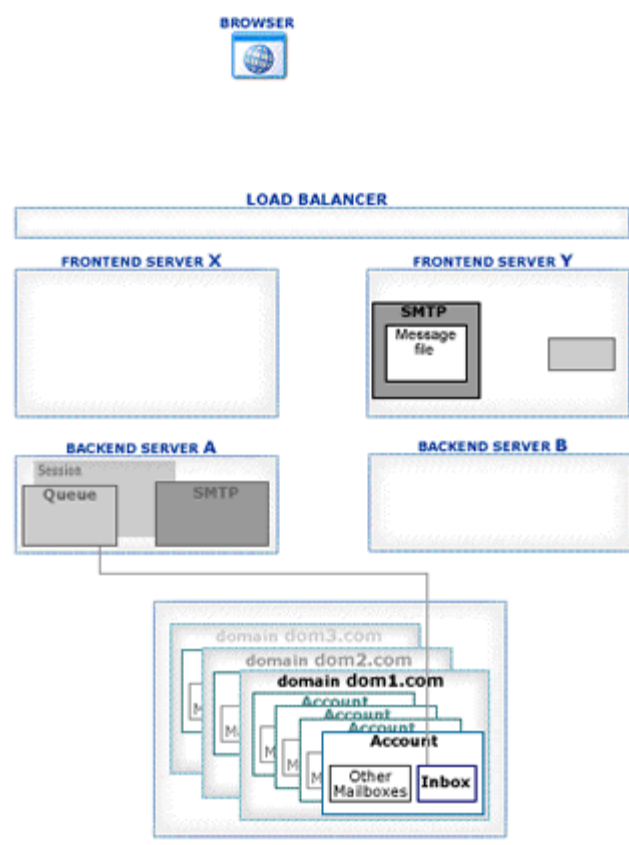 BROWSER
LOAD BALANCER
FRONTEND SERVER X
FRONTEND SERVER Y
SMTP
Message
file
BACKEND SERVER A
BACKEND SERVER B
Session
Queue
SMTP
domain dom3.com
domain dom2.com
domain dom1.com
Account
Account
Account
Account
M
M
M
M
M
Other
Mailboxes
Inbox